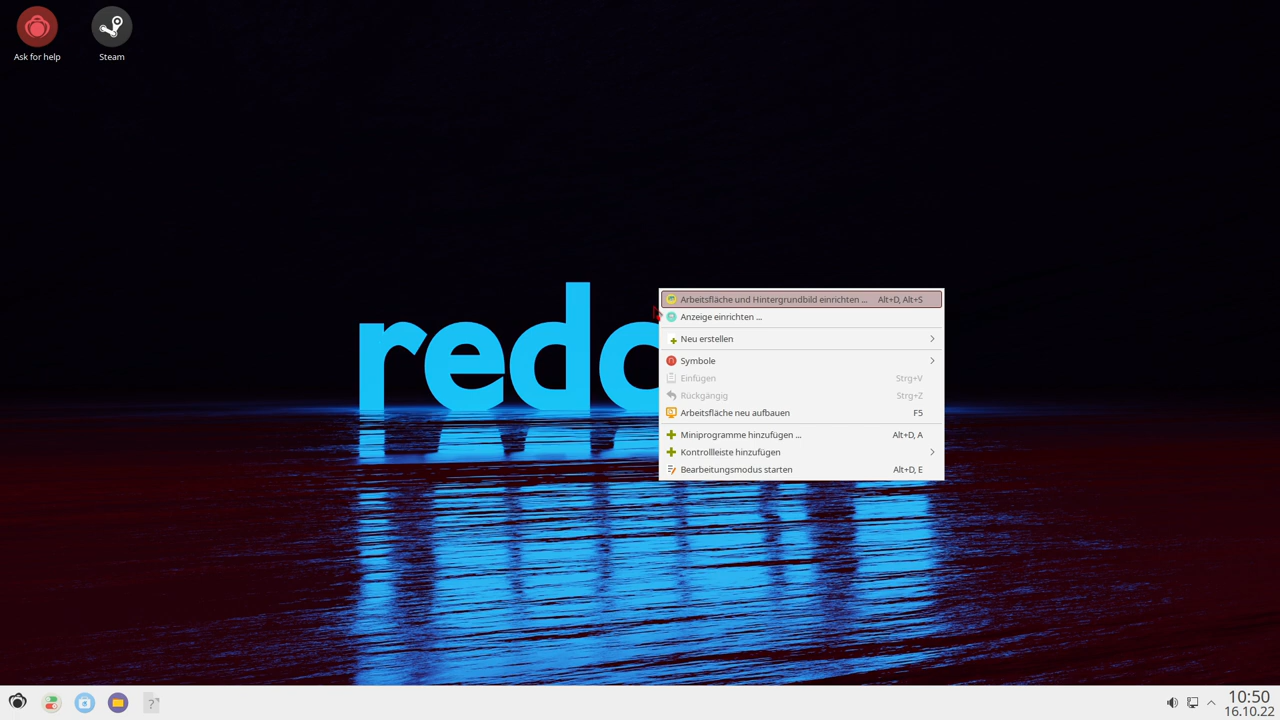 Ask for help
Steam
redc
Arbeitsfläche und Hintergrundbild einrichten ... Alt+D, Alt+S
Anzeige einrichten ...
Neu erstellen
Symbole
Einfügen Strg+V
Rückgängig Strg+Z
Arbeitsfläche neu aufbauen F5
Miniprogramme hinzufügen ... Alt+D, A
Kontrollleiste hinzufügen
Bearbeitungsmodus starten Alt+D, E
?
10:50
16.10.22